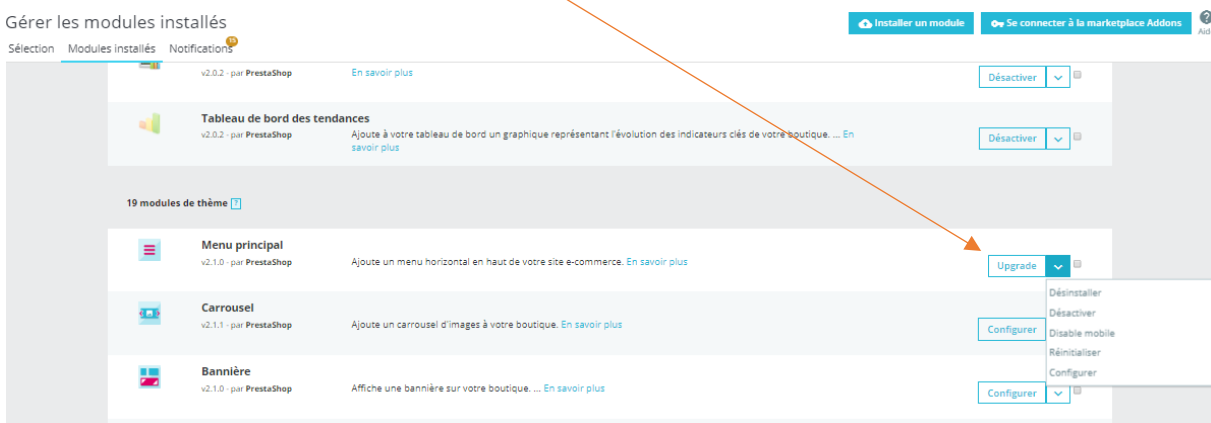 Gérer les modules installés
Installer un module
Se connecter à la marketplace Addons
?
Aid
Sélection Modules installés Notifications
15
v2.0.2 - par PrestaShop
En savoir plus
Désactiver
Tableau de bord des tendances
v2.0.2 - par PrestaShop
Ajoute à votre tableau de bord un graphique représentant l'évolution des indicateurs clés de votre boutique. ... En
savoir plus
Désactiver
19 modules de thème ?
Menu principal
v2.1.0 - par PrestaShop
Ajoute un menu horizontal en haut de votre site e-commerce. En savoir plus
Upgrade
Désinstaller
Désactiver
Disable mobile
Réinitialiser
Configurer
Carrousel
v2.1.1 - par PrestaShop
Ajoute un carrousel d'images à votre boutique. En savoir plus
Configurer
Bannière
v2.1.0 - par PrestaShop
Affiche une bannière sur votre boutique. ... En savoir plus
Configurer